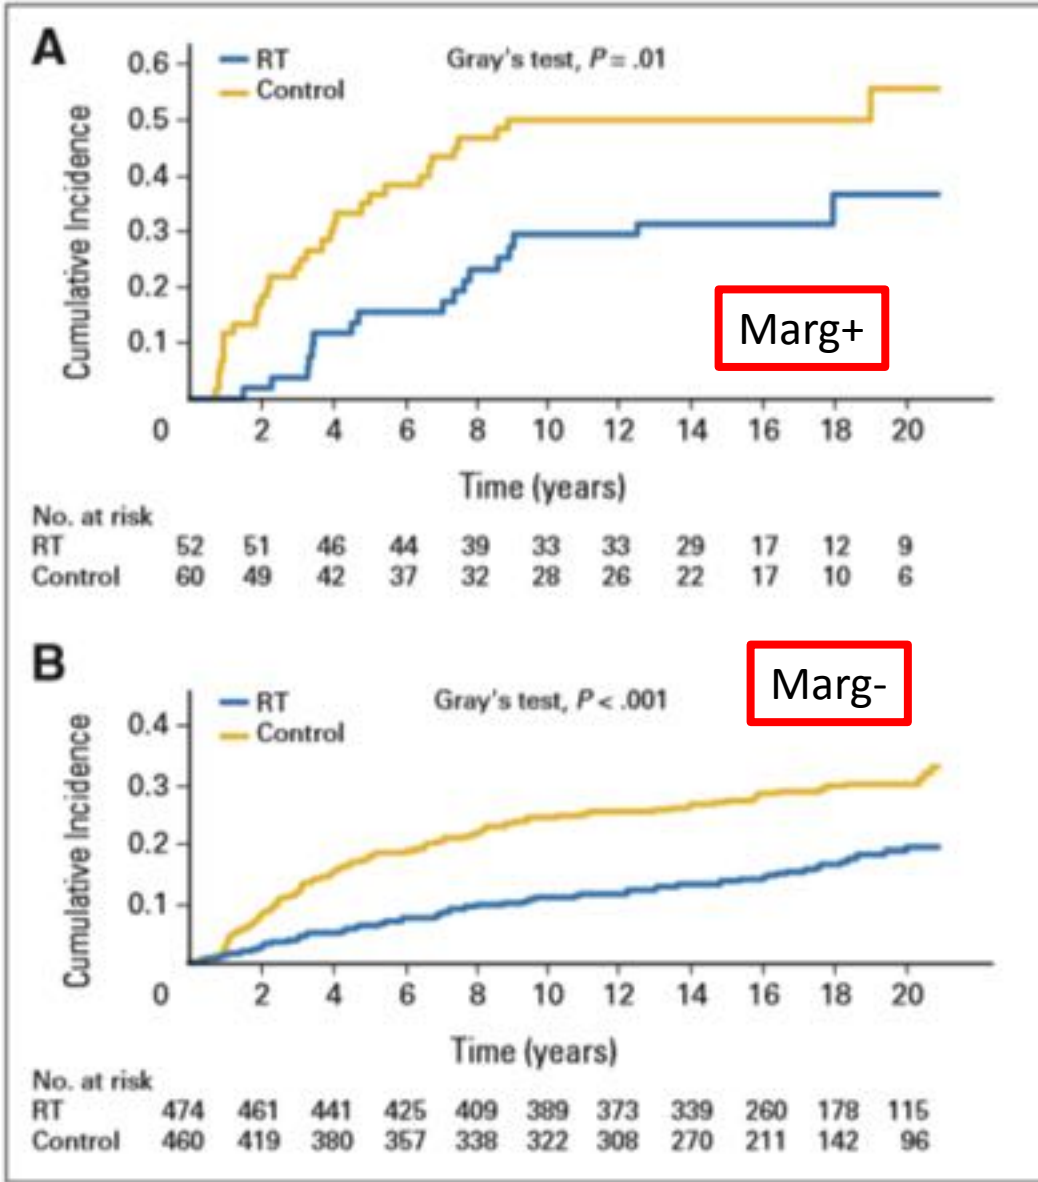 A
RT
Control
Gray's test, P = .01
Cumulative Incidence
0.6
0.5
0.4
0.3
0.2
0.1
Marg+
0 2 4 6 8 10 12 14 16 18 20
Time (years)
No. at risk
RT 52 51 46 44 39 33 33 29 17 12 9
Control 60 49 42 37 32 28 26 22 17 10 6
B
Marg-
RT
Control
Gray's test, P < .001
Cumulative Incidence
0.4
0.3
0.2
0.1
0 2 4 6 8 10 12 14 16 18 20
Time (years)
No. at risk
RT 474 461 441 425 409 389 373 339 260 178 115
Control 460 419 380 357 338 322 308 270 211 142 96